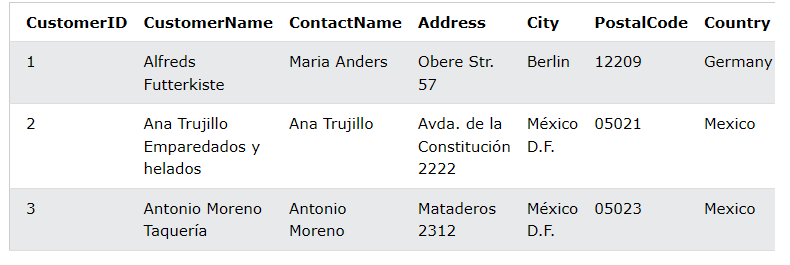 CustomerID CustomerName ContactName Address City PostalCode Country
1 Alfreds Maria Anders Obere Str. Berlin 12209 Germany
Futterkiste 57
2 Ana Trujillo Ana Trujillo Avda. de la México 05021 Mexico
Emparedados y Constitución D.F.
helados 2222
3 Antonio Moreno Antonio Mataderos México 05023 Mexico
Taquería Moreno 2312 D.F.